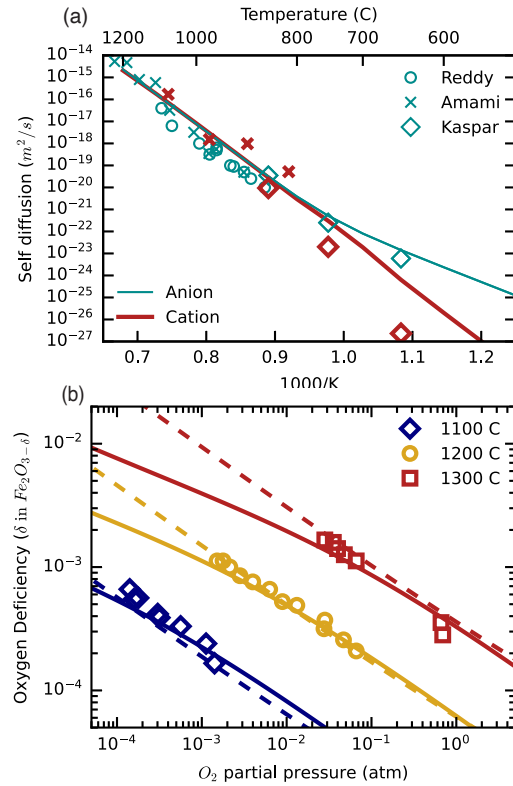 (a)
Temperature (C)
1200 1000 900 800 700 600
10⁻¹⁴
10⁻¹⁵
10⁻¹⁶
10⁻¹⁷
10⁻¹⁸
10⁻¹⁹
10⁻²⁰
10⁻²¹
10⁻²²
10⁻²³
10⁻²⁴
10⁻²⁵
10⁻²⁶
10⁻²⁷
Self diffusion (m²/s)
Reddy
Amami
Kaspar
Anion
Cation
0.7 0.8 0.9 1.0 1.1 1.2
1000/K
(b)
10⁻²
10⁻³
10⁻⁴
Oxygen Deficiency (δ in Fe₂O₃₋δ)
1100 C
1200 C
1300 C
10⁻⁴ 10⁻³ 10⁻² 10⁻¹ 10⁰
O₂ partial pressure (atm)